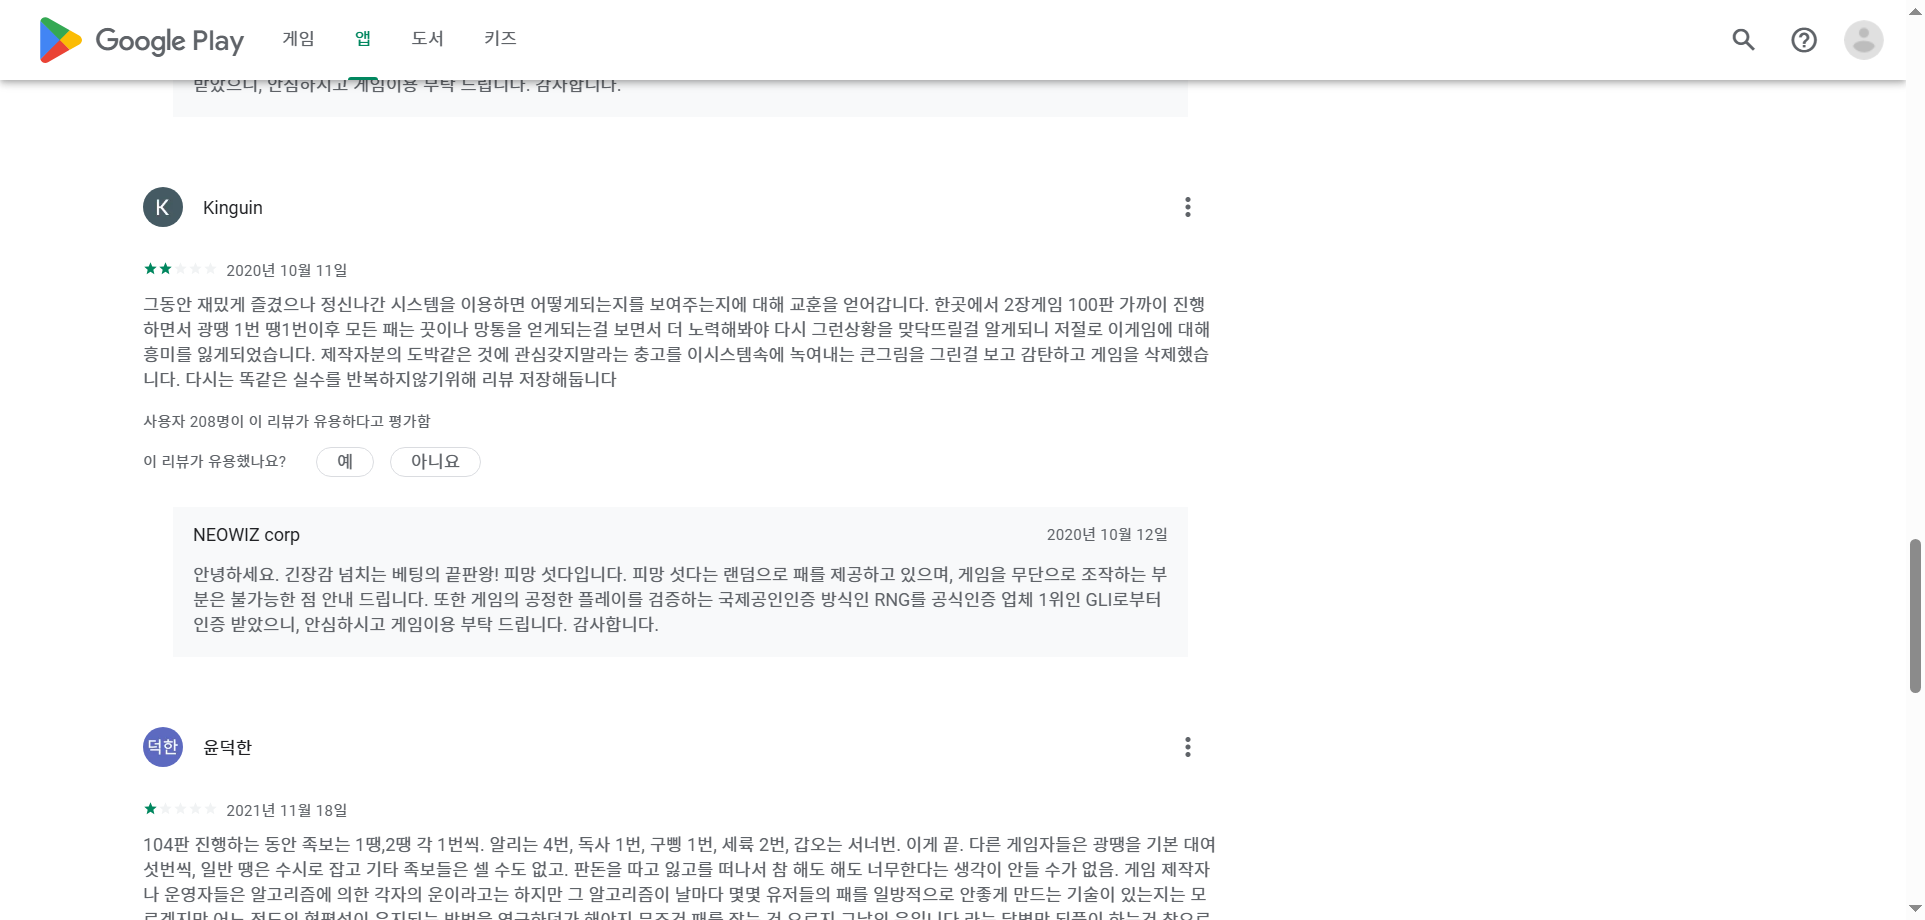 Google Play 게임 앱 도서 키즈
받았으니, 안심하시고 게임이용 부탁 드립니다. 감사합니다.
K Kinguin
2020년 10월 11일
그동안 재밌게 즐겼으나 정신나간 시스템을 이용하면 어떻게되는지를 보여주는지에 대해 교훈을 얻어갑니다. 한곳에서 2장게임 100판 가까이 진행
하면서 광땡 1번 땡1번이후 모든 패는 끗이나 망통을 얻게되는걸 보면서 더 노력해봐야 다시 그런상황을 맞닥뜨릴걸 알게되니 저절로 이게임에 대해
흥미를 잃게되었습니다. 제작자분의 도박같은 것에 관심갖지말라는 충고를 이시스템속에 녹여내는 큰그림을 그린걸 보고 감탄하고 게임을 삭제했습
니다. 다시는 똑같은 실수를 반복하지않기위해 리뷰 저장해둡니다
사용자 208명이 이 리뷰가 유용하다고 평가함
이 리뷰가 유용했나요? 예 아니요
NEOWIZ corp 2020년 10월 12일
안녕하세요. 긴장감 넘치는 베팅의 끝판왕! 피망 섯다입니다. 피망 섯다는 랜덤으로 패를 제공하고 있으며, 게임을 무단으로 조작하는 부
분은 불가능한 점 안내 드립니다. 또한 게임의 공정한 플레이를 검증하는 국제공인인증 방식인 RNG를 공식인증 업체 1위인 GLI로부터
인증 받았으니, 안심하시고 게임이용 부탁 드립니다. 감사합니다.
덕한 윤덕한
2021년 11월 18일
104판 진행하는 동안 족보는 1땡,2땡 각 1번씩. 알리는 4번, 독사 1번, 구삥 1번, 세륙 2번, 갑오는 서너번. 이게 끝. 다른 게임자들은 광땡을 기본 대여
섯번씩, 일반 땡은 수시로 잡고 기타 족보들은 셀 수도 없고. 판돈을 따고 잃고를 떠나서 참 해도 해도 너무한다는 생각이 안들 수가 없음. 게임 제작자
나 운영자들은 알고리즘에 의한 각자의 운이라고는 하지만 그 알고리즘이 날마다 몇몇 유저들의 패를 일방적으로 안좋게 만드는 기술이 있는지는 모